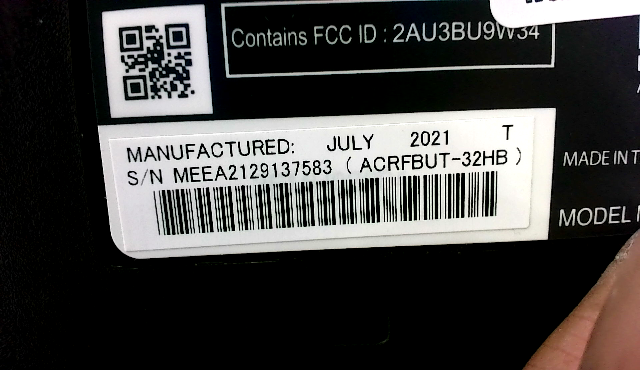 Contains FCC ID : 2AU3BU9W34
MANUFACTURED: JULY 2021 T
S/N MEEA2129137583 ( ACRFBUT-32HB )
MADE IN T
MODEL